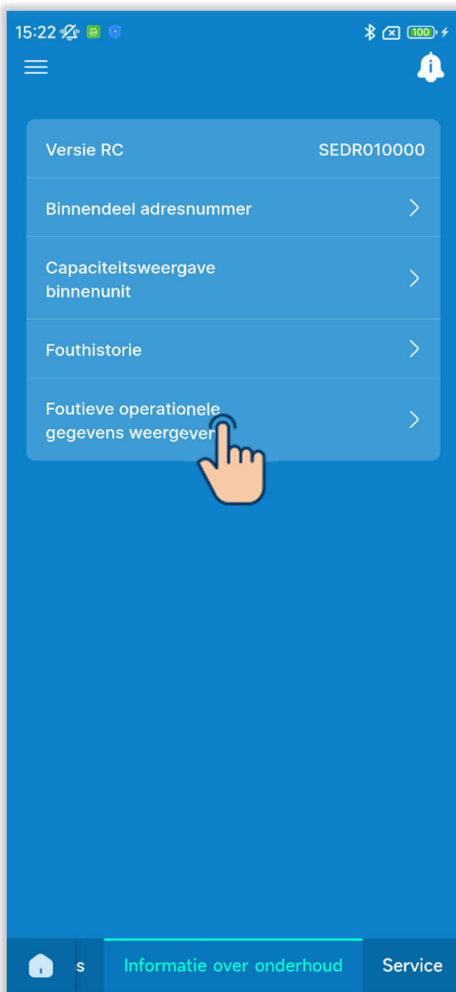 15:22
100
Versie RC SEDR010000
Binnendeel adresnummer
Capaciteitsweergave
binnenunit
Fouthistorie
Foutieve operationele
gegevens weergeven
s Informatie over onderhoud Service